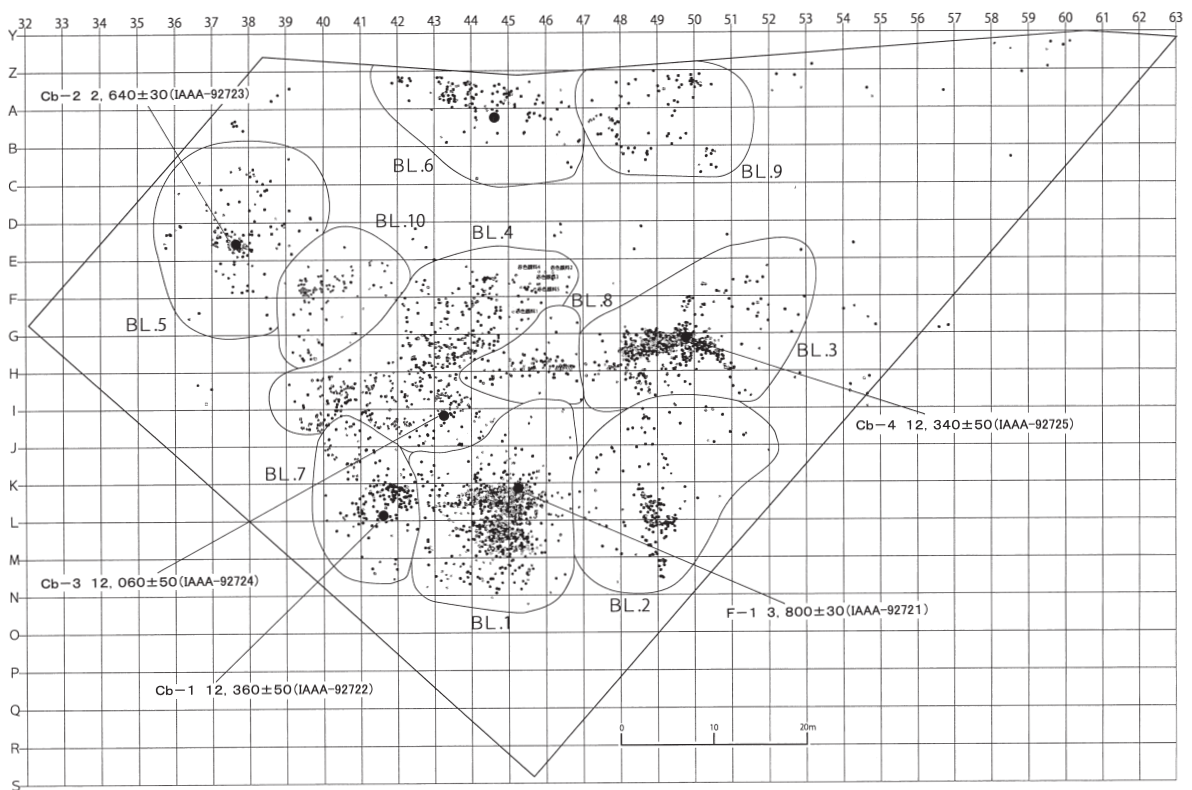 32 33 34 35 36 37 38 39 40 41 42 43 44 45 46 47 48 49 50 51 52 53 54 55 56 57 58 59 60 61 62 63
Y
Z
Cb-2 2,640±30(IAAA-92723)
A
B
BL.6
BL.9
C
D
BL.10
BL.4
E
F
BL.8
BL.5
G
BL.3
H
I
Cb-4 12,340±50(IAAA-92725)
J
BL.7
K
L
M
Cb-3 12,060±50(IAAA-92724)
N
BL.2
F-1 3,800±30(IAAA-92721)
BL.1
O
P
Cb-1 12,360±50(IAAA-92722)
Q
0 10 20m
R
S